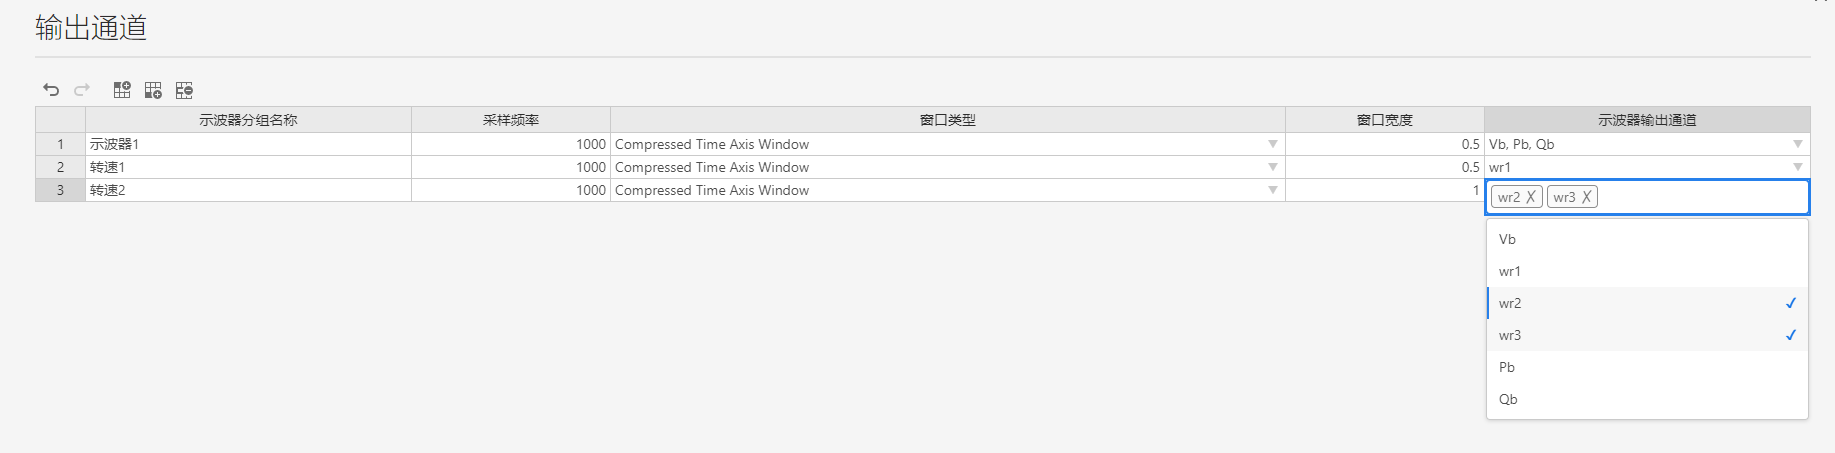 输出通道
示波器分组名称 采样频率 窗口类型 窗口宽度 示波器输出通道
1 示波器1 1000 Compressed Time Axis Window 0.5 Vb, Pb, Qb
2 转速1 1000 Compressed Time Axis Window 0.5 wr1
3 转速2 1000 Compressed Time Axis Window 1 wr2 wr3
Vb
wr1
wr2
wr3
Pb
Qb